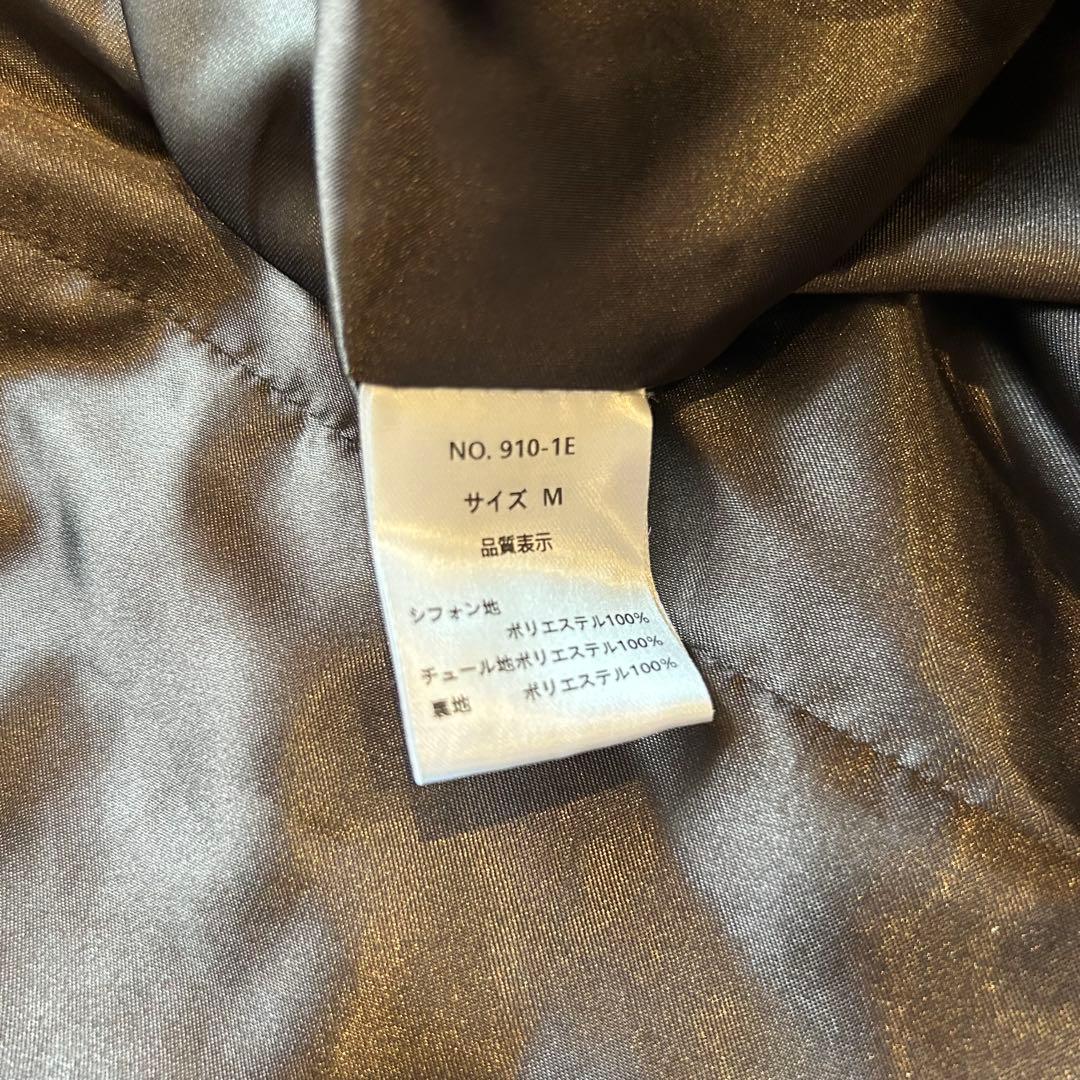 NO. 910-1E
サイズ M
品質表示
シフォン地
ポリエステル100%
チュール地ポリエステル100%
裏地 ポリエステル100%